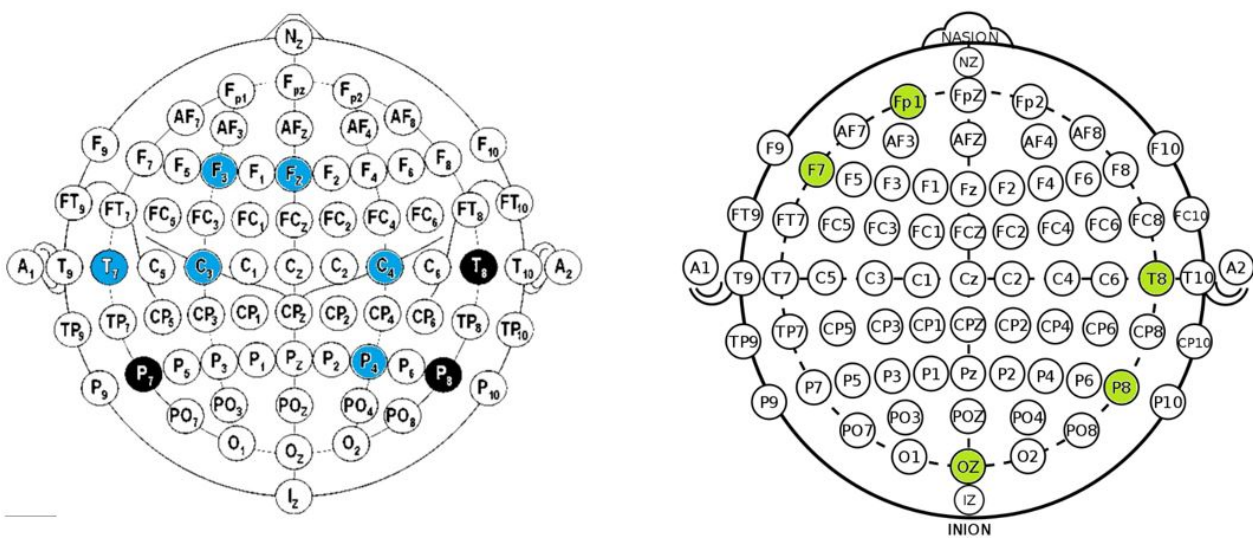 NZ
Fp1 Fpz Fp2
AF7 AF3 AFZ AF4 AF8
F9 F7 F5 F3 F1 FZ F2 F4 F6 F8 F10
FT9 FT7 FC5 FC3 FC1 FCZ FC2 FC4 FC6 FT8 FT10
A1 T9 T7 C5 C3 C1 CZ C2 C4 C6 T8 T10 A2
TP9 TP7 CP5 CP3 CP1 CPZ CP2 CP4 CP6 TP8 TP10
P9 P7 P5 P3 P1 PZ P2 P4 P6 P8 P10
PO7 PO3 POZ PO4 PO8
O1 OZ O2
IZ
NASION
NZ
Fp1 FpZ Fp2
AF7 AF3 AFZ AF4 AF8
F9 F7 F5 F3 F1 Fz F2 F4 F6 F8 F10
FT9 FT7 FC5 FC3 FC1 FCZ FC2 FC4 FC6 FC8 FC10
A1 T9 T7 C5 C3 C1 Cz C2 C4 C6 T8 T10 A2
TP9 TP7 CP5 CP3 CP1 CPZ CP2 CP4 CP6 CP8 CP10
P9 P7 P5 P3 P1 Pz P2 P4 P6 P8 P10
PO7 PO3 POZ PO4 PO8
O1 OZ O2
IZ
INION